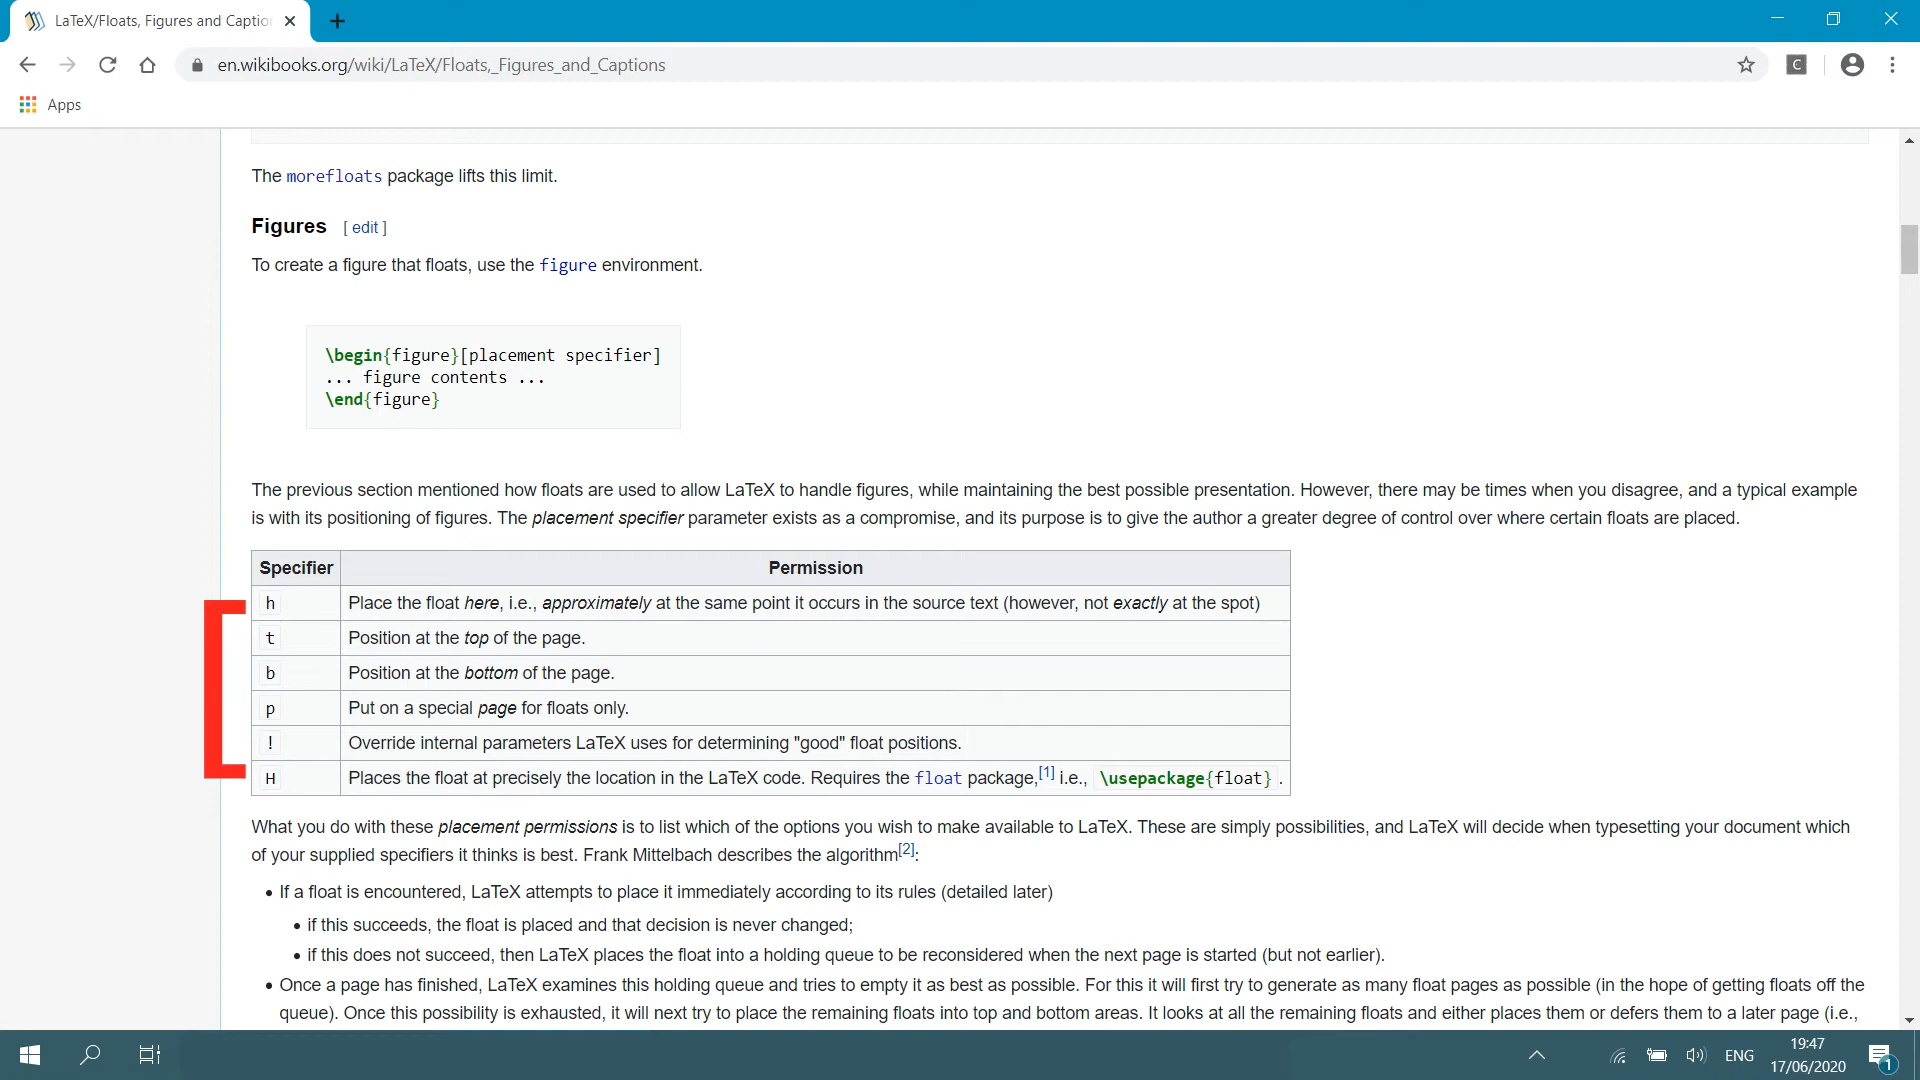 LaTeX/Floats, Figures and Captio
en.wikibooks.org/wiki/LaTeX/Floats,_Figures_and_Captions
C
Apps
The morefloats package lifts this limit.
Figures [ edit ]
To create a figure that floats, use the figure environment.
\begin{figure}[placement specifier]
... figure contents ...
\end{figure}
The previous section mentioned how floats are used to allow LaTeX to handle figures, while maintaining the best possible presentation. However, there may be times when you disagree, and a typical example
is with its positioning of figures. The placement specifier parameter exists as a compromise, and its purpose is to give the author a greater degree of control over where certain floats are placed.
Specifier Permission
h Place the float here, i.e., approximately at the same point it occurs in the source text (however, not exactly at the spot)
t Position at the top of the page.
b Position at the bottom of the page.
p Put on a special page for floats only.
! Override internal parameters LaTeX uses for determining "good" float positions.
H Places the float at precisely the location in the LaTeX code. Requires the float package,[1] i.e., \usepackage{float} .
What you do with these placement permissions is to list which of the options you wish to make available to LaTeX. These are simply possibilities, and LaTeX will decide when typesetting your document which
of your supplied specifiers it thinks is best. Frank Mittelbach describes the algorithm[2]:
• If a float is encountered, LaTeX attempts to place it immediately according to its rules (detailed later)
• if this succeeds, the float is placed and that decision is never changed;
• if this does not succeed, then LaTeX places the float into a holding queue to be reconsidered when the next page is started (but not earlier).
• Once a page has finished, LaTeX examines this holding queue and tries to empty it as best as possible. For this it will first try to generate as many float pages as possible (in the hope of getting floats off the
queue). Once this possibility is exhausted, it will next try to place the remaining floats into top and bottom areas. It looks at all the remaining floats and either places them or defers them to a later page (i.e.,
ENG
19:47
17/06/2020
1